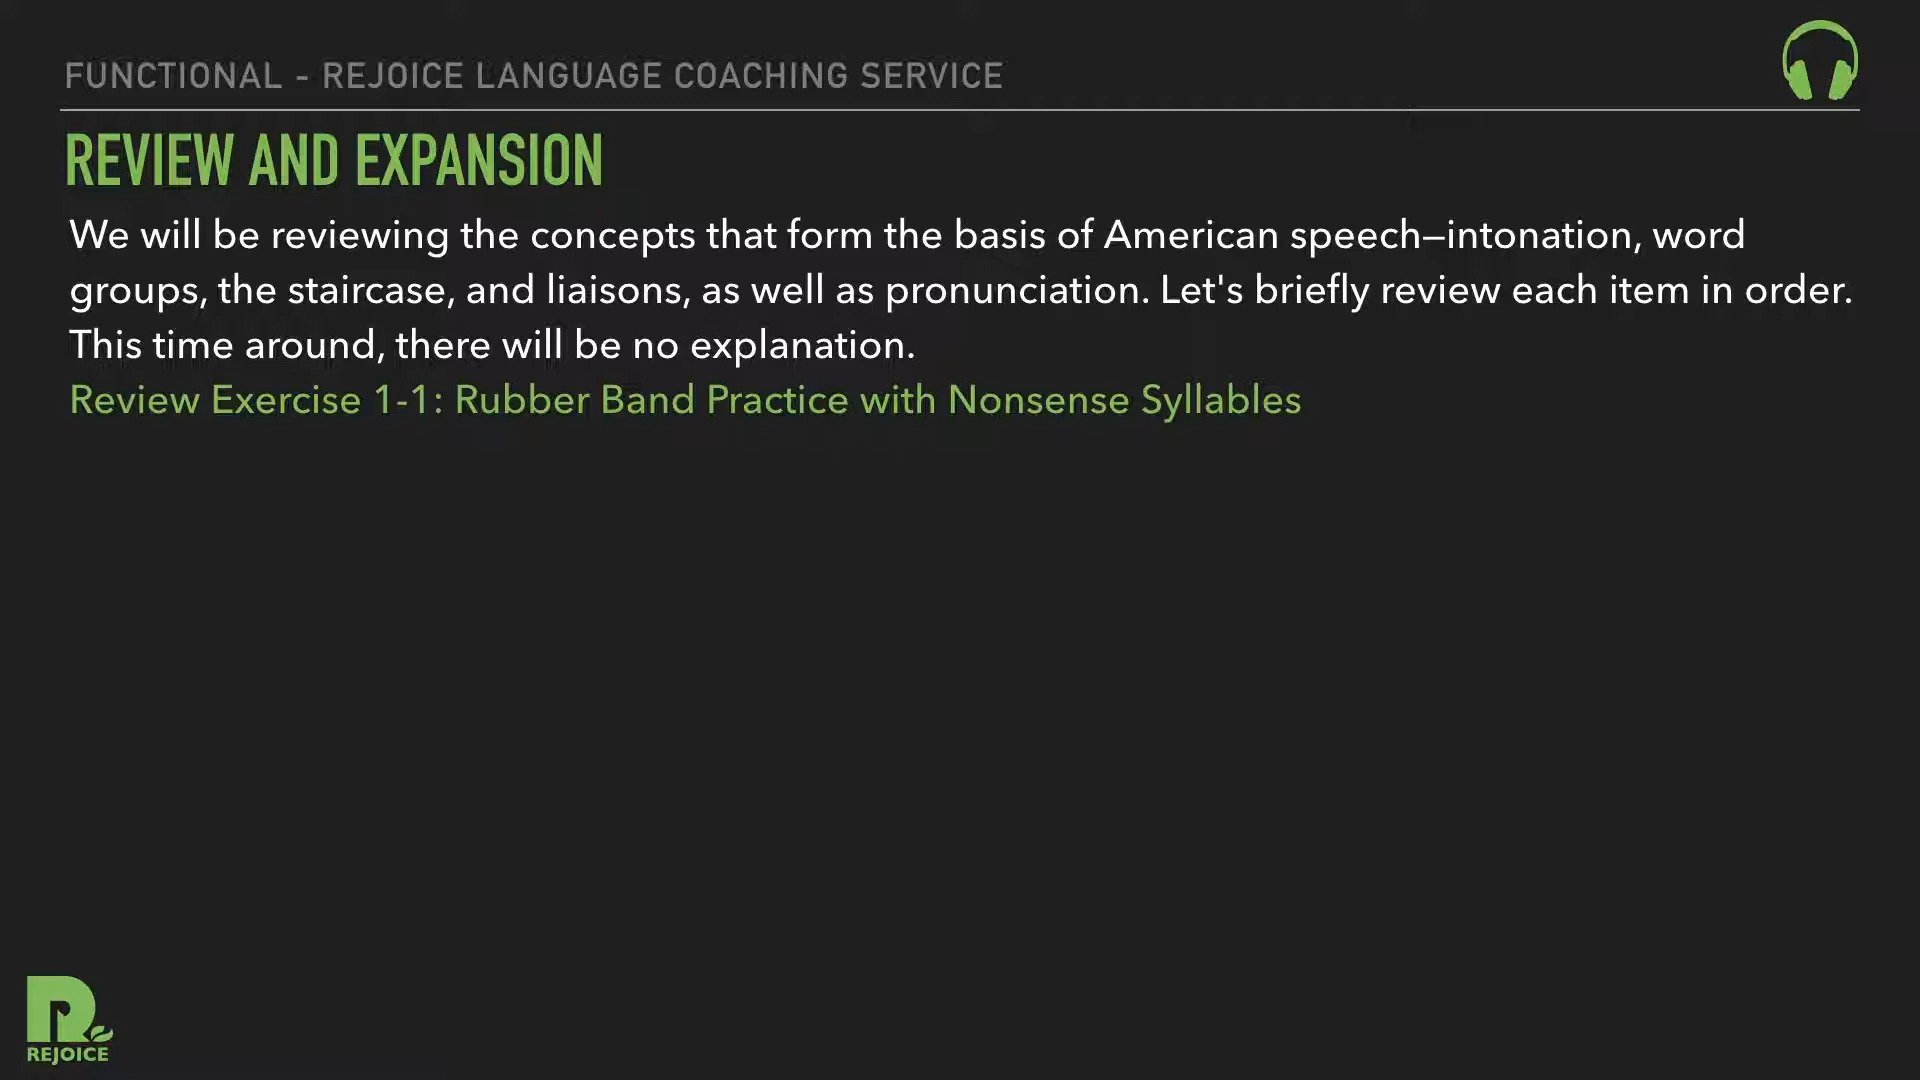 FUNCTIONAL - REJOICE LANGUAGE COACHING SERVICE
REVIEW AND EXPANSION
We will be reviewing the concepts that form the basis of American speech—intonation, word
groups, the staircase, and liaisons, as well as pronunciation. Let's briefly review each item in order.
This time around, there will be no explanation.
Review Exercise 1-1: Rubber Band Practice with Nonsense Syllables
REJOICE